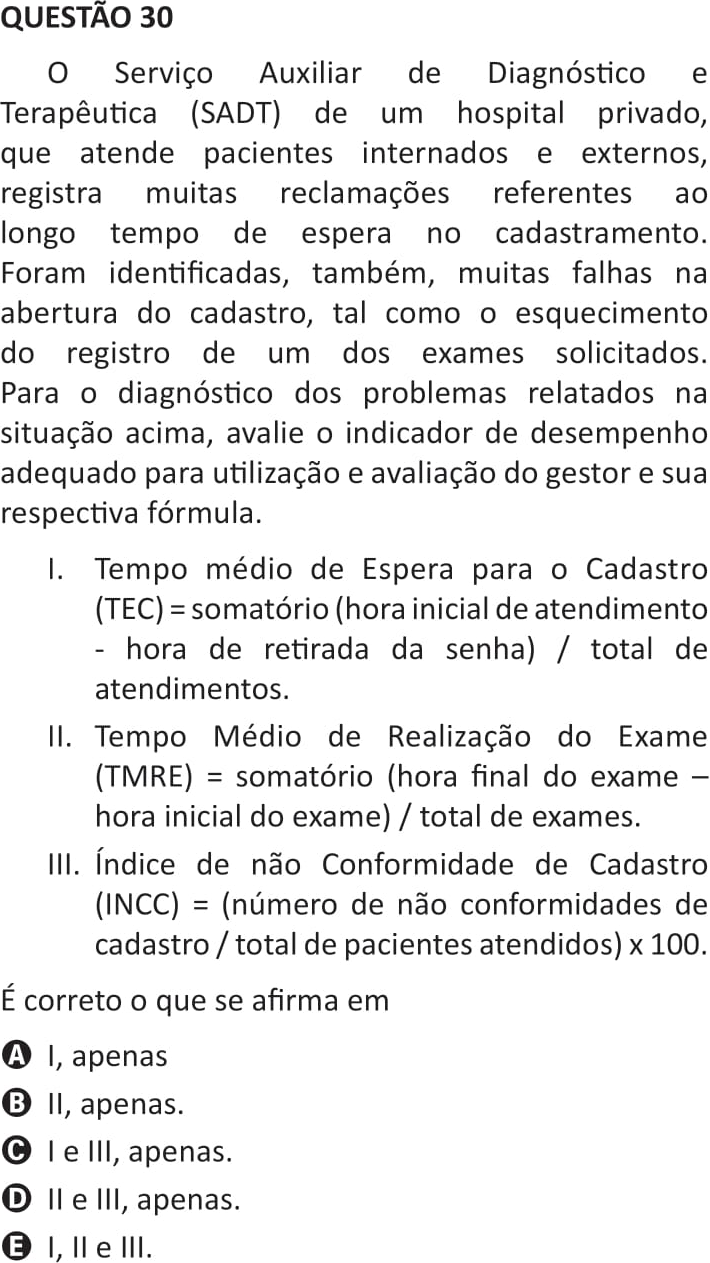 QUESTÃO 30
O Serviço Auxiliar de Diagnóstico e
Terapêutica (SADT) de um hospital privado,
que atende pacientes internados e externos,
registra muitas reclamações referentes ao
longo tempo de espera no cadastramento.
Foram identificadas, também, muitas falhas na
abertura do cadastro, tal como o esquecimento
do registro de um dos exames solicitados.
Para o diagnóstico dos problemas relatados na
situação acima, avalie o indicador de desempenho
adequado para utilização e avaliação do gestor e sua
respectiva fórmula.
I. Tempo médio de Espera para o Cadastro
(TEC) = somatório (hora inicial de atendimento
- hora de retirada da senha) / total de
atendimentos.
II. Tempo Médio de Realização do Exame
(TMRE) = somatório (hora final do exame –
hora inicial do exame) / total de exames.
III. Índice de não Conformidade de Cadastro
(INCC) = (número de não conformidades de
cadastro / total de pacientes atendidos) x 100.
É correto o que se afirma em
A I, apenas
B II, apenas.
C I e III, apenas.
D II e III, apenas.
E I, II e III.